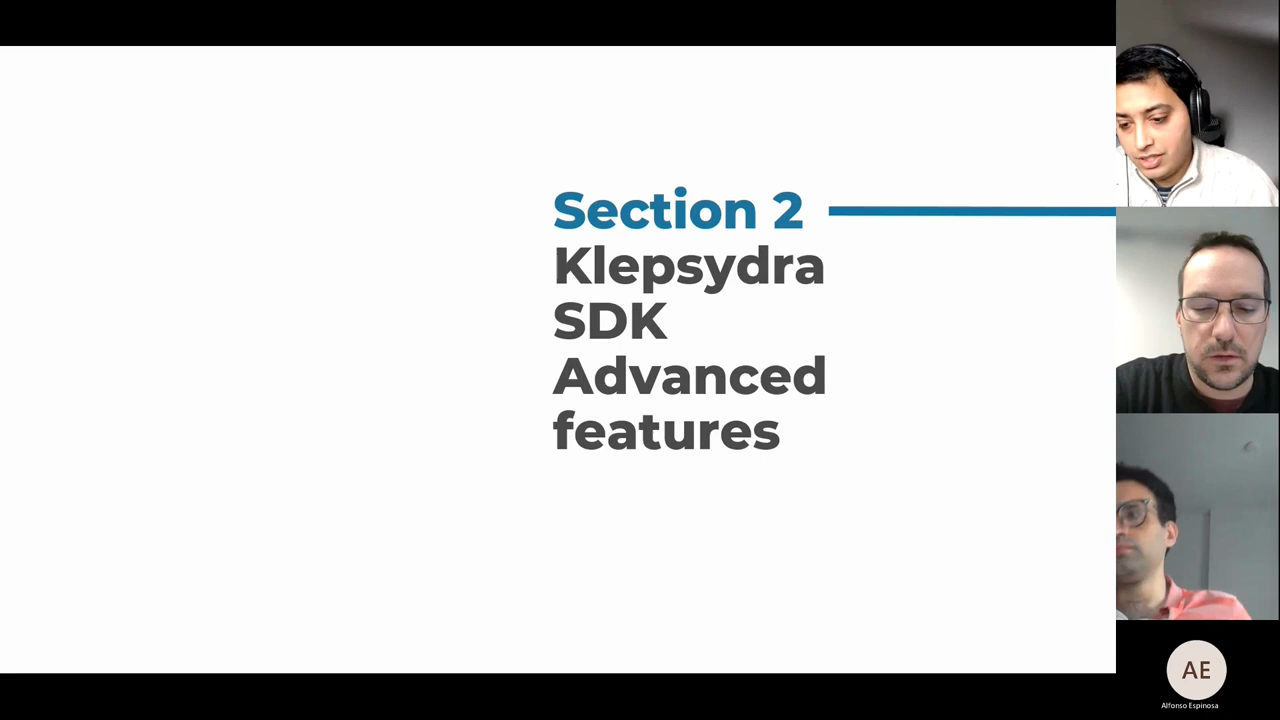 Section 2
Klepsydra
SDK
Advanced
features
AE
Alfonso Espinosa